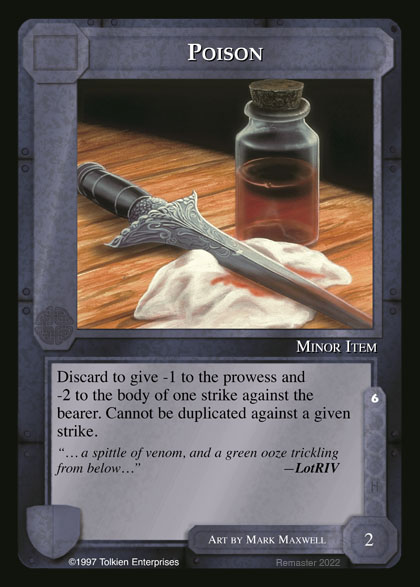 POISON
MINOR ITEM
Discard to give -1 to the prowess and
-2 to the body of one strike against the
bearer. Cannot be duplicated against a given
strike.
6
“… a spittle of venom, and a green ooze trickling
from below…” —LotRIV
H
ART BY MARK MAXWELL
2
©1997 Tolkien Enterprises
Remaster 2022